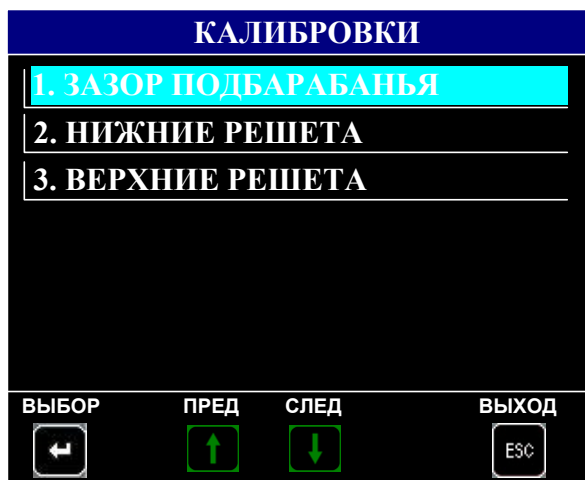 КАЛИБРОВКИ
1. ЗАЗОР ПОДБАРАБАНЬЯ
2. НИЖНИЕ РЕШЕТА
3. ВЕРХНИЕ РЕШЕТА
ВЫБОР ПРЕД СЛЕД ВЫХОД
ESC